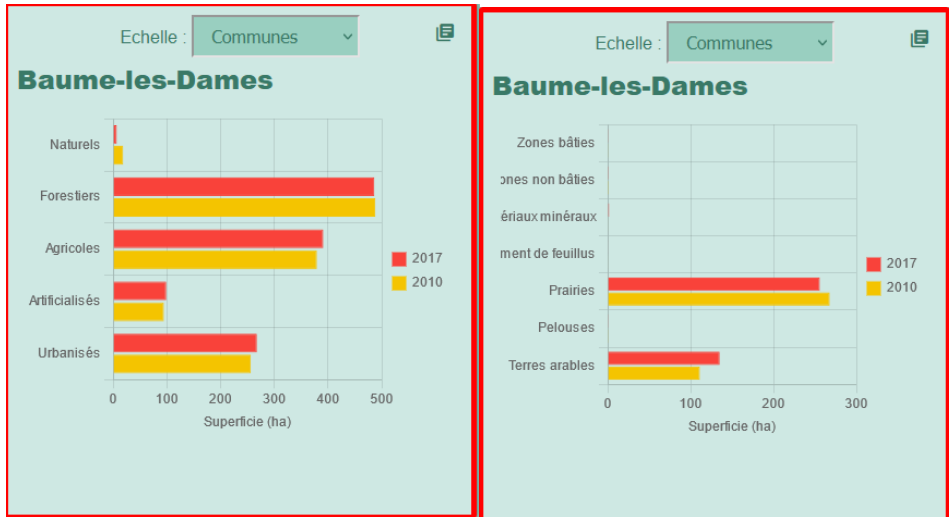 Echelle : Communes
Baume-les-Dames
Naturels
Forestiers
Agricoles
Artificialisés
Urbanisés
2017
2010
0 100 200 300 400 500
Superficie (ha)
Echelle : Communes
Baume-les-Dames
Zones bâties
ones non bâties
ériaux minéraux
ment de feuillus
Prairies
Pelouses
Terres arables
2017
2010
0 100 200 300
Superficie (ha)